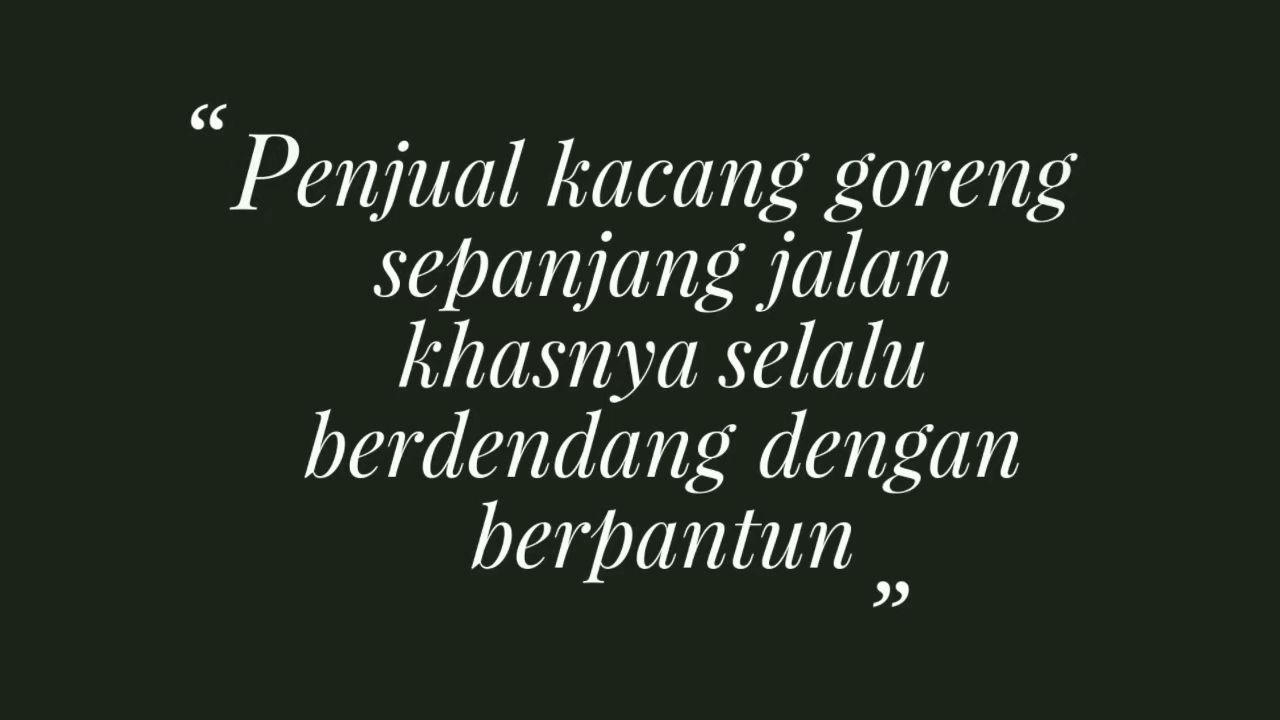 “Penjual kacang goreng
sepanjang jalan
khasnya selalu
berdendang dengan
berpantun”